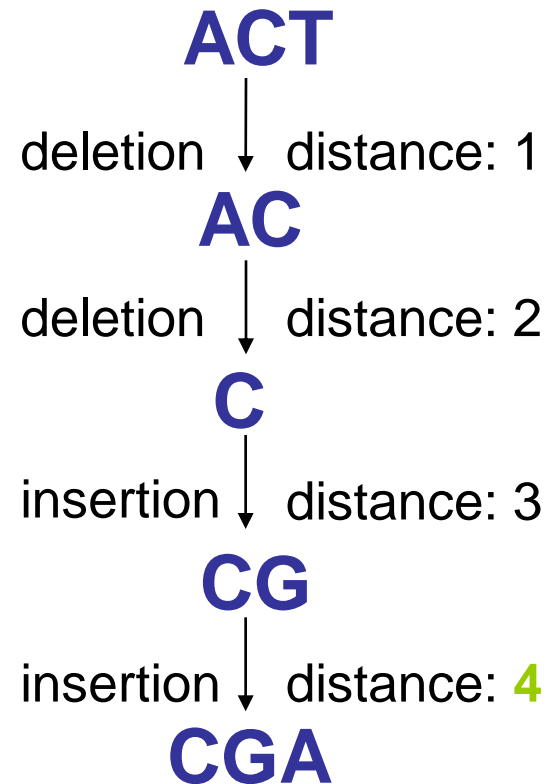 ACT
deletion distance: 1
AC
deletion distance: 2
C
insertion distance: 3
CG
insertion distance: 4
CGA